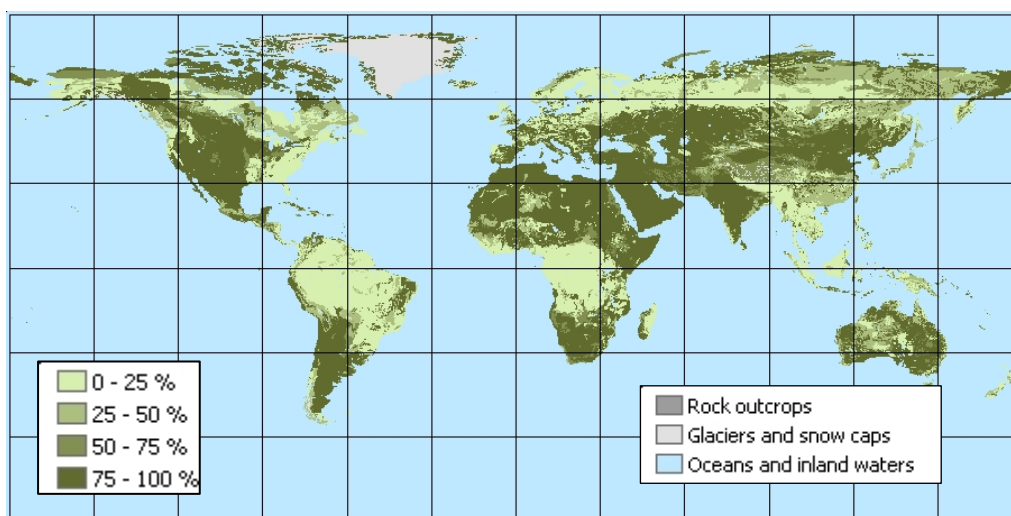 0 - 25 %
25 - 50 %
50 - 75 %
75 - 100 %
Rock outcrops
Glaciers and snow caps
Oceans and inland waters